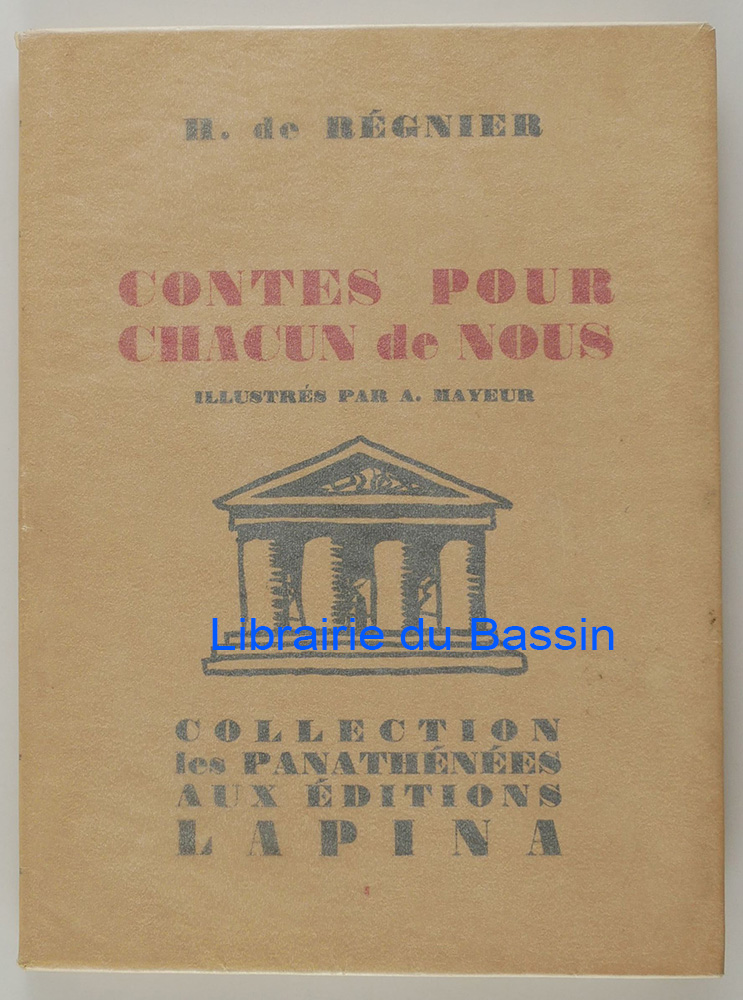 H. de RÉGNIER
CONTES POUR
CHACUN de NOUS
ILLUSTRÉS PAR A. MAYEUR
Librairie du Bassin
COLLECTION
les PANATHÉNÉES
AUX ÉDITIONS
LAPINA